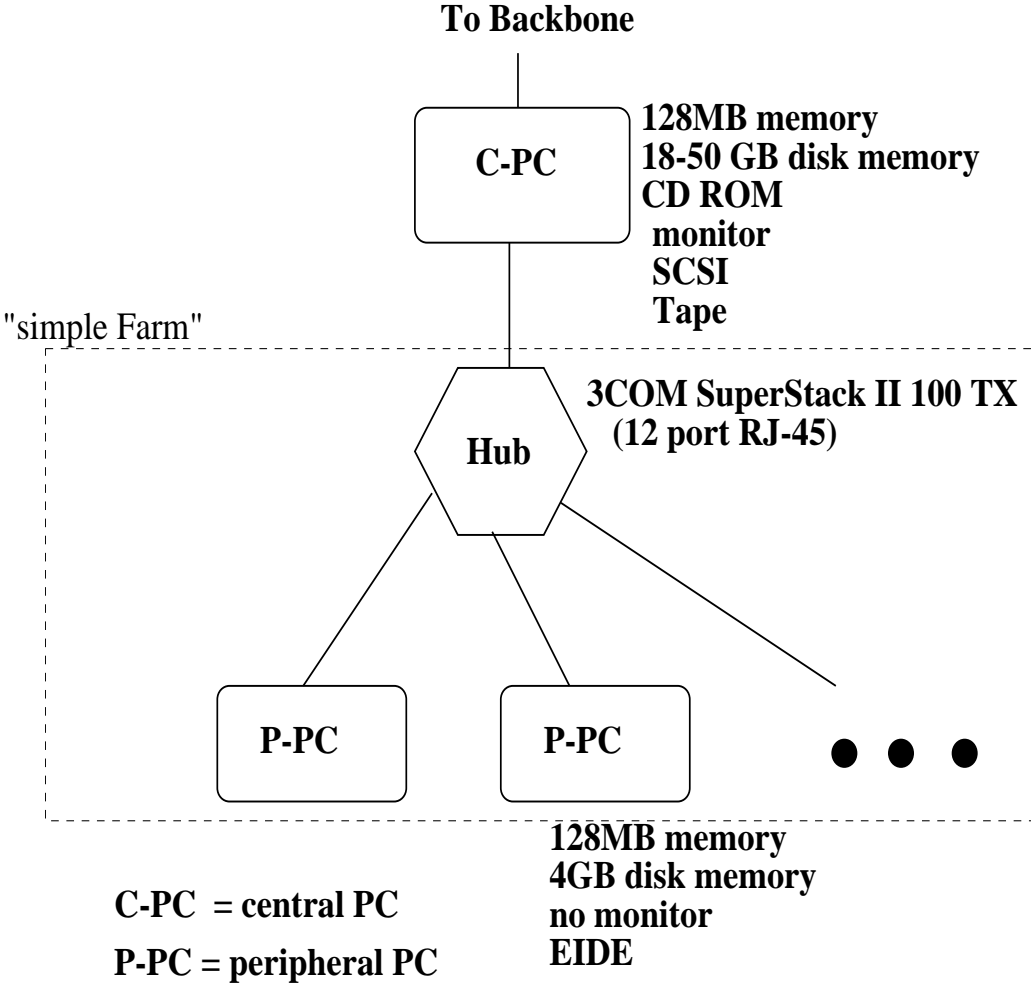 To Backbone
C-PC
128MB memory
18-50 GB disk memory
CD ROM
monitor
SCSI
Tape
"simple Farm"
Hub
3COM SuperStack II 100 TX
(12 port RJ-45)
P-PC
P-PC
128MB memory
4GB disk memory
no monitor
EIDE
C-PC = central PC
P-PC = peripheral PC